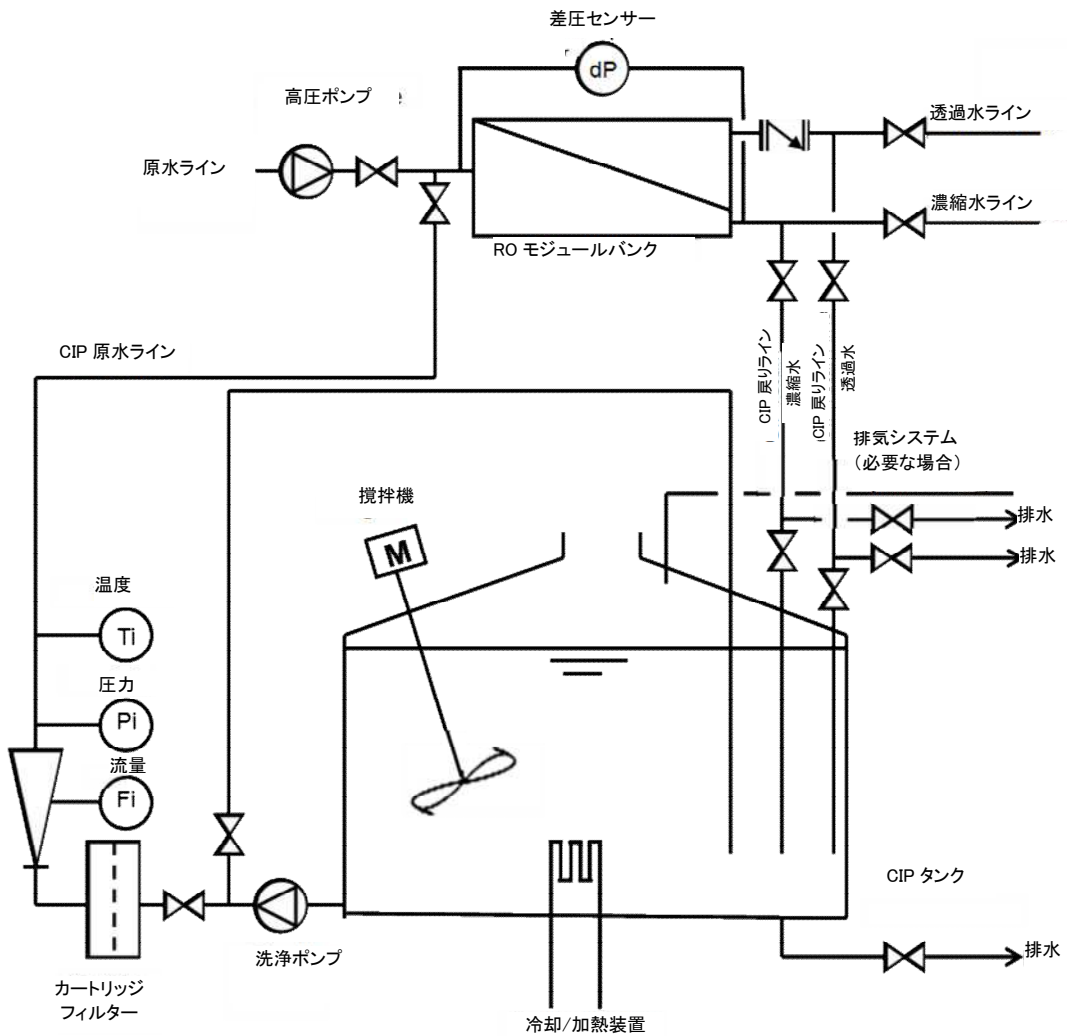 差圧センサー
dP
高圧ポンプ
透過水ライン
原水ライン
濃縮水ライン
RO モジュールバンク
CIP 原水ライン
CIP 戻りライン
濃縮水
CIP 戻りライン
透過水
排気システム
（必要な場合）
攪拌機
M
排水
排水
温度
Ti
圧力
Pi
流量
Fi
CIP タンク
洗浄ポンプ
排水
カートリッジ
フィルター
冷却/加熱装置